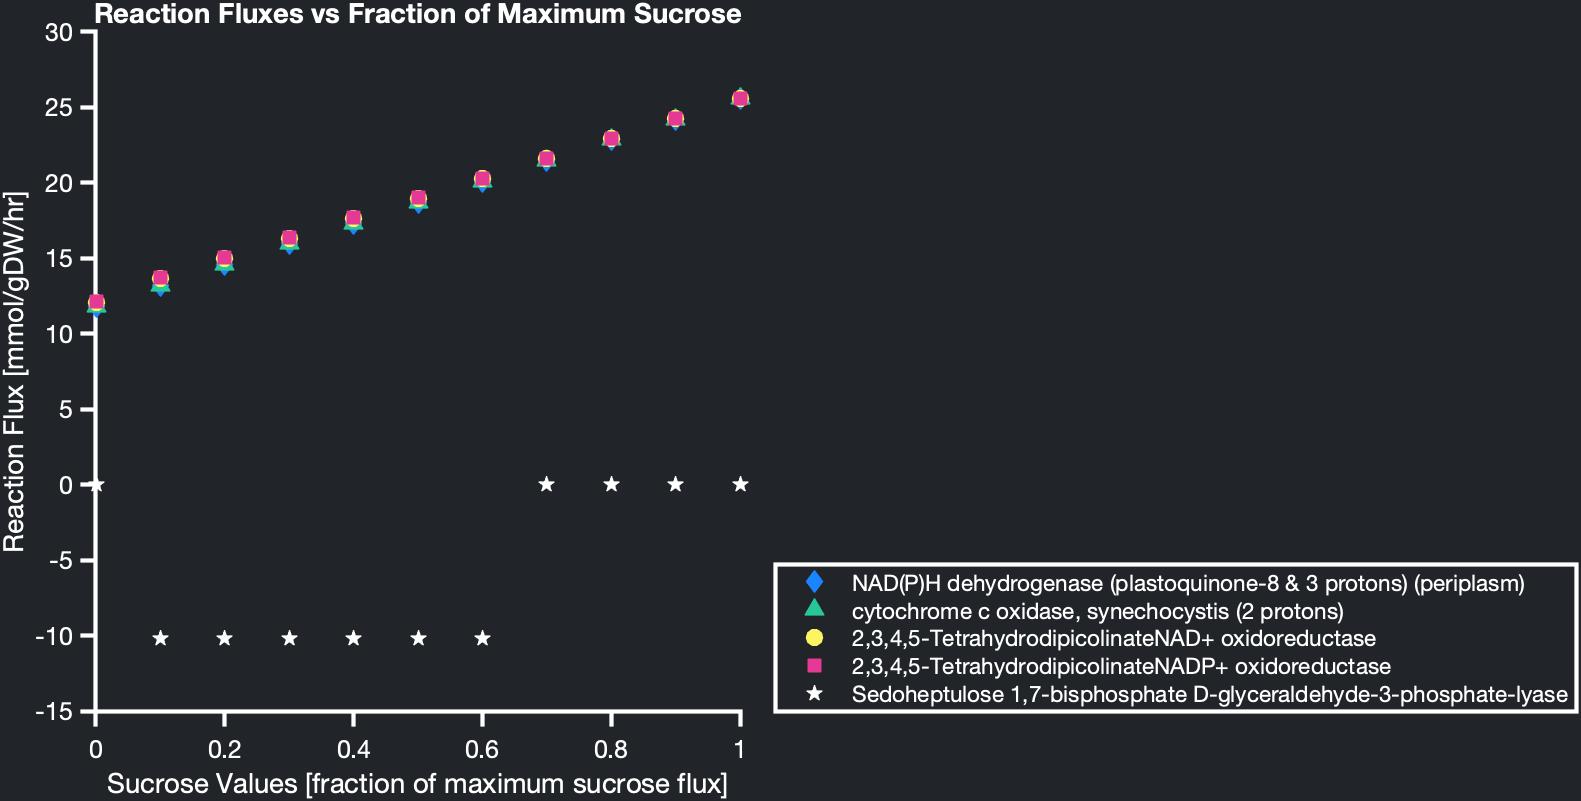 Reaction Fluxes vs Fraction of Maximum Sucrose
30
25
20
15
10
5
0
-5
-10
-15
Reaction Flux [mmol/gDW/hr]
0 0.2 0.4 0.6 0.8 1
Sucrose Values [fraction of maximum sucrose flux]
NAD(P)H dehydrogenase (plastoquinone-8 & 3 protons) (periplasm)
cytochrome c oxidase, synechocystis (2 protons)
2,3,4,5-TetrahydrodipicolinateNAD+ oxidoreductase
2,3,4,5-TetrahydrodipicolinateNADP+ oxidoreductase
Sedoheptulose 1,7-bisphosphate D-glyceraldehyde-3-phosphate-lyase